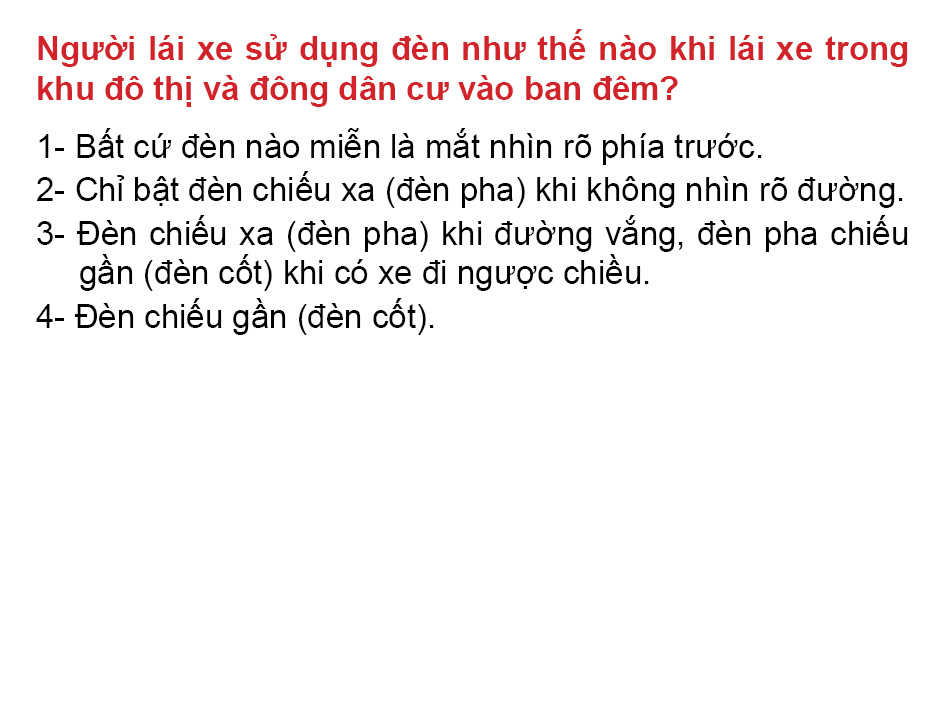 Người lái xe sử dụng đèn như thế nào khi lái xe trong
khu đô thị và đông dân cư vào ban đêm?
1- Bất cứ đèn nào miễn là mắt nhìn rõ phía trước.
2- Chỉ bật đèn chiếu xa (đèn pha) khi không nhìn rõ đường.
3- Đèn chiếu xa (đèn pha) khi đường vắng, đèn pha chiếu
gần (đèn cốt) khi có xe đi ngược chiều.
4- Đèn chiếu gần (đèn cốt).